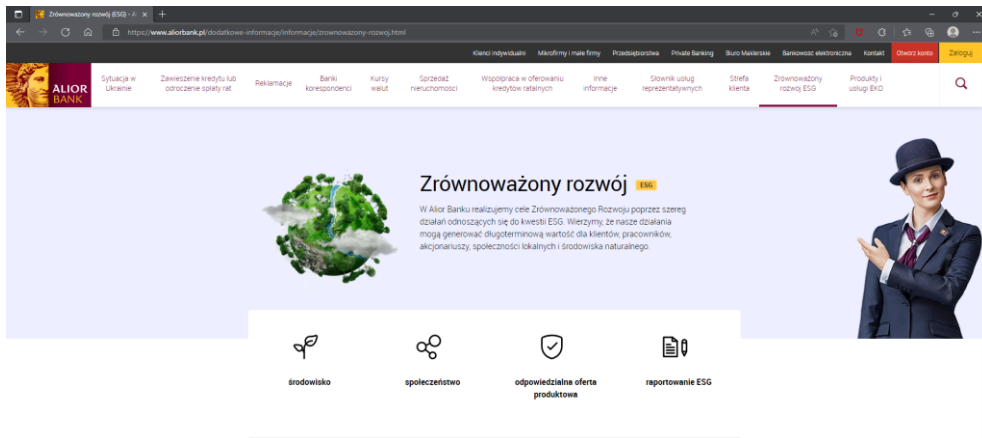 Zrównoważony rozwój (ESG) - A
https://www.aliorbank.pl/dodatkowe-informacje/informacje/zrownowazony-rozwoj.html
Klienci indywidualni Mikrofirmy i małe firmy Przedsiębiorstwa Private Banking Biuro Maklerskie Bankowość elektroniczna Kontakt Otwórz konto Zaloguj
ALIOR
BANK
Sytuacja w
Ukrainie
Zawieszenie kredytu lub
odroczenie spłaty rat
Reklamacje
Banki
korespondenci
Kursy
walut
Sprzedaż
nieruchomości
Współpraca w oferowaniu
kredytów ratalnych
Inne
informacje
Słownik usług
reprezentatywnych
Strefa
klienta
Zrównoważony
rozwój ESG
Produkty i
usługi EKO
Zrównoważony rozwój ESG
W Alior Banku realizujemy cele Zrównoważonego Rozwoju poprzez szereg
działań odnoszących się do kwestii ESG. Wierzymy, że nasze działania
mogą generować długoterminową wartość dla klientów, pracowników,
akcjonariuszy, społeczności lokalnych i środowiska naturalnego.
środowisko
społeczeństwo
odpowiedzialna oferta
produktowa
raportowanie ESG